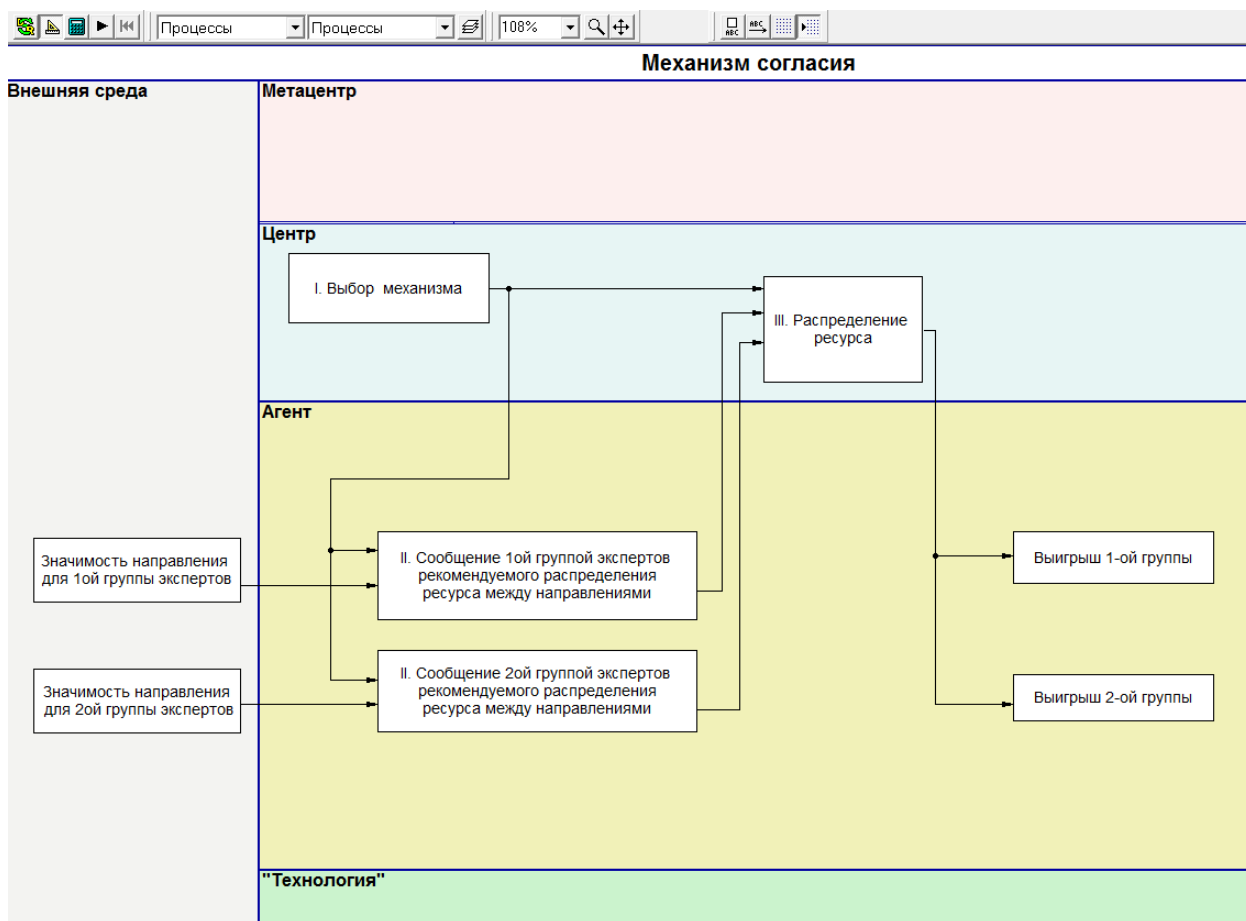 Процессы Процессы 108% ABC ABC
Механизм согласия
Внешняя среда
Метацентр
Центр
I. Выбор механизма
III. Распределение
ресурса
Агент
Значимость направления
для 1ой группы экспертов
II. Сообщение 1ой группой экспертов
рекомендуемого распределения
ресурса между направлениями
Выигрыш 1-ой группы
Значимость направления
для 2ой группы экспертов
II. Сообщение 2ой группой экспертов
рекомендуемого распределения
ресурса между направлениями
Выигрыш 2-ой группы
"Технология"